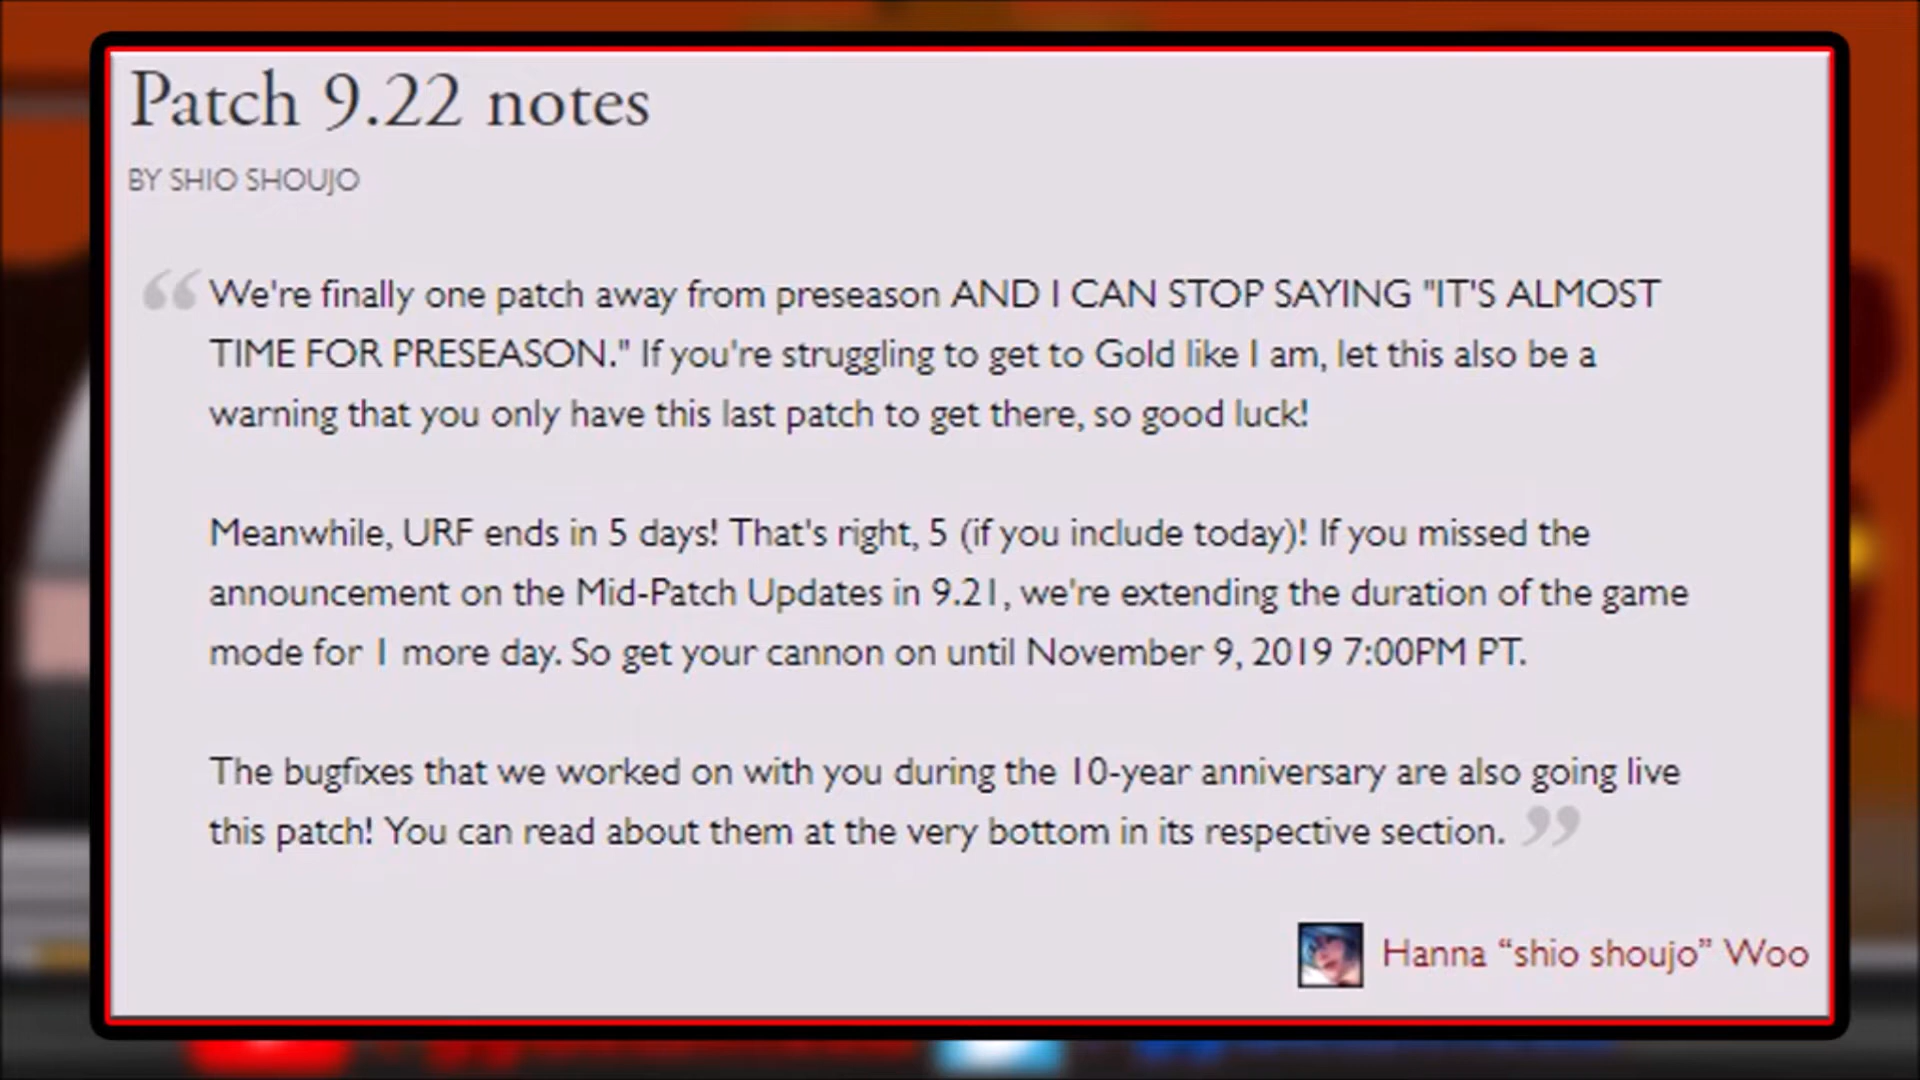 Patch 9.22 notes
BY SHIO SHOUJO
“ We're finally one patch away from preseason AND I CAN STOP SAYING "IT'S ALMOST
TIME FOR PRESEASON." If you're struggling to get to Gold like I am, let this also be a
warning that you only have this last patch to get there, so good luck!
Meanwhile, URF ends in 5 days! That's right, 5 (if you include today)! If you missed the
announcement on the Mid-Patch Updates in 9.21, we're extending the duration of the game
mode for 1 more day. So get your cannon on until November 9, 2019 7:00PM PT.
The bugfixes that we worked on with you during the 10-year anniversary are also going live
this patch! You can read about them at the very bottom in its respective section. ”
Hanna “shio shoujo” Woo